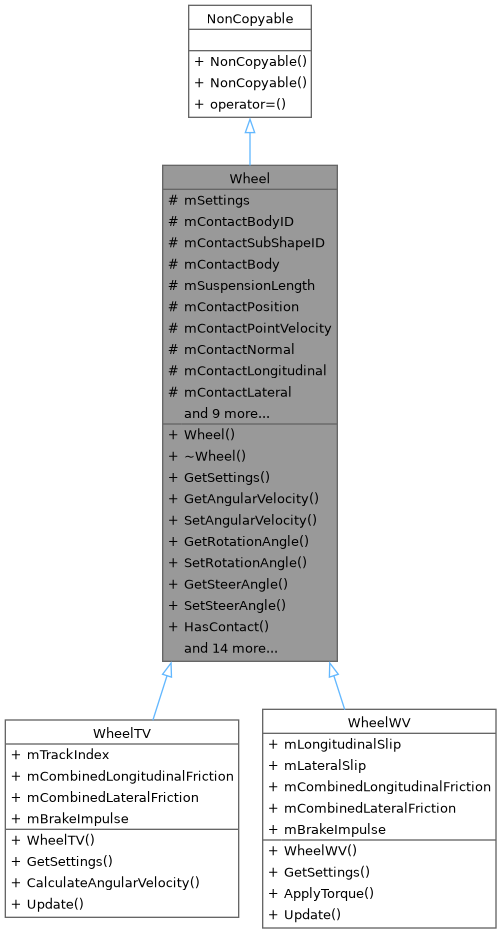 NonCopyable
+ NonCopyable()
+ NonCopyable()
+ operator=()
Wheel
# mSettings
# mContactBodyID
# mContactSubShapeID
# mContactBody
# mSuspensionLength
# mContactPosition
# mContactPointVelocity
# mContactNormal
# mContactLongitudinal
# mContactLateral
and 9 more...
+ Wheel()
+ ~Wheel()
+ GetSettings()
+ GetAngularVelocity()
+ SetAngularVelocity()
+ GetRotationAngle()
+ SetRotationAngle()
+ GetSteerAngle()
+ SetSteerAngle()
+ HasContact()
and 14 more...
WheelTV
+ mTrackIndex
+ mCombinedLongitudinalFriction
+ mCombinedLateralFriction
+ mBrakeImpulse
+ WheelTV()
+ GetSettings()
+ CalculateAngularVelocity()
+ Update()
WheelWV
+ mLongitudinalSlip
+ mLateralSlip
+ mCombinedLongitudinalFriction
+ mCombinedLateralFriction
+ mBrakeImpulse
+ WheelWV()
+ GetSettings()
+ ApplyTorque()
+ Update()